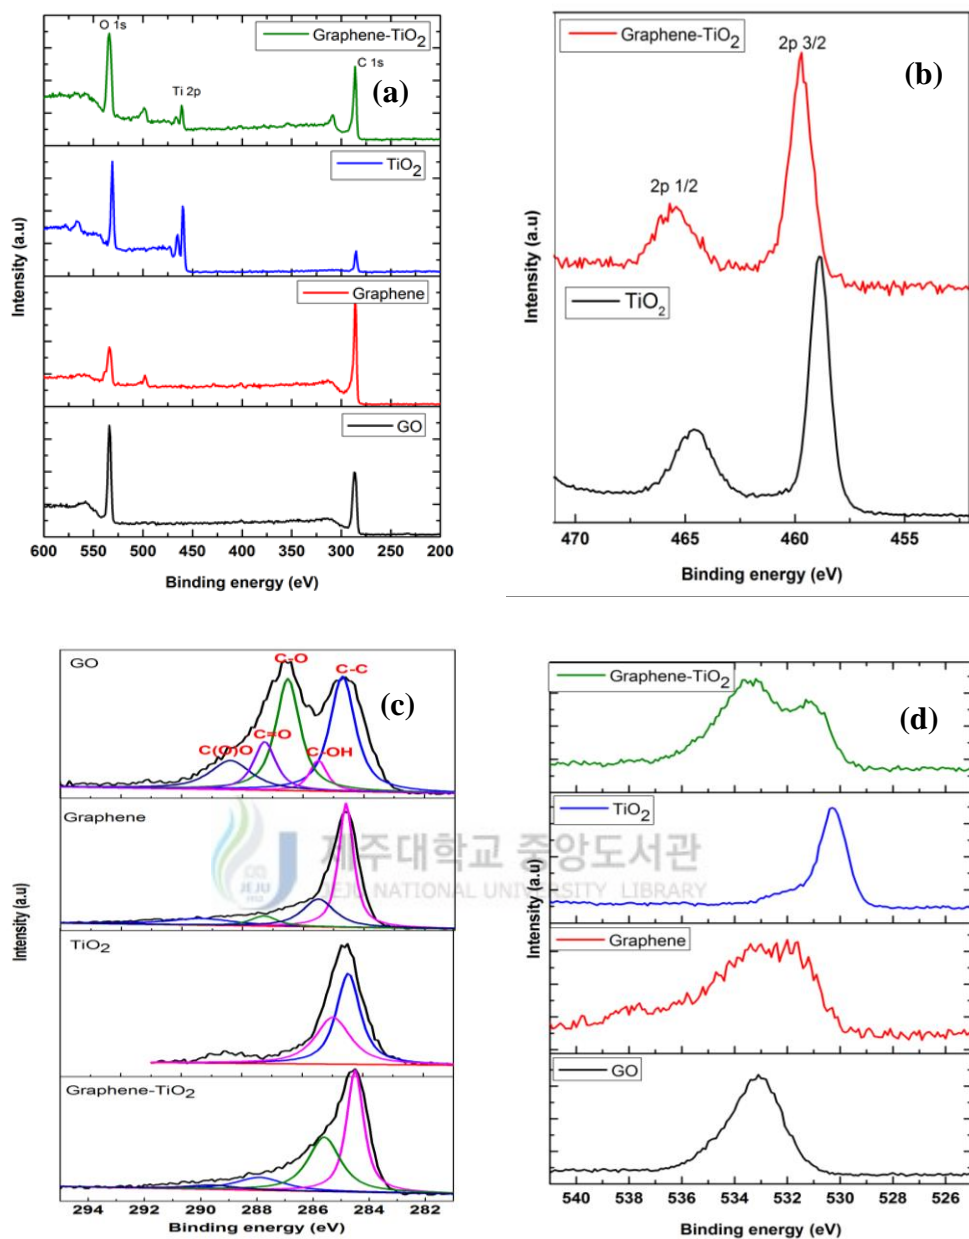 O 1s
Graphene-TiO2
C 1s
(a)
Ti 2p
TiO2
Graphene
GO
Intensity (a.u)
600 550 500 450 400 350 300 250 200
Binding energy (eV)
Graphene-TiO2
2p 3/2
(b)
2p 1/2
TiO2
Intensity (a.u)
470 465 460 455
Binding energy (eV)
GO
C-O
C-C
(c)
C(O)O
C=O
C-OH
Graphene
TiO2
Graphene-TiO2
Intensity (a.u)
294 292 290 288 286 284 282
Binding energy (eV)
Graphene-TiO2
(d)
TiO2
Graphene
GO
Intensity (a.u)
540 538 536 534 532 530 528 526
Binding energy (eV)
제주대학교 중앙도서관
JEJU NATIONAL UNIVERSITY LIBRARY
JEJU